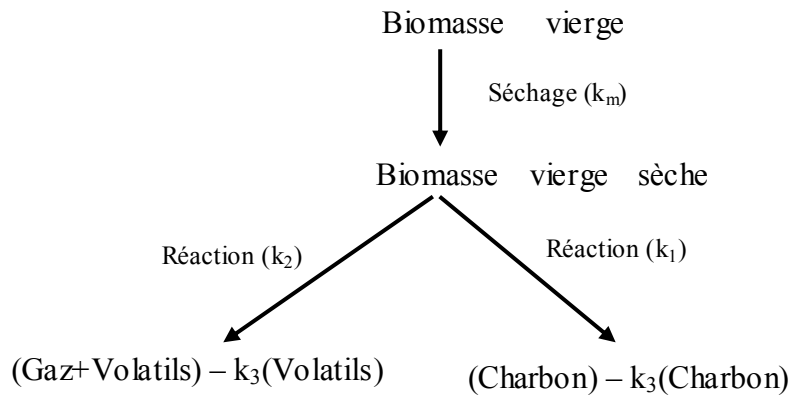 Biomasse vierge
Séchage (kₘ)
Biomasse vierge sèche
Réaction (k₂)
Réaction (k₁)
(Gaz+Volatils) – k₃(Volatils)
(Charbon) – k₃(Charbon)